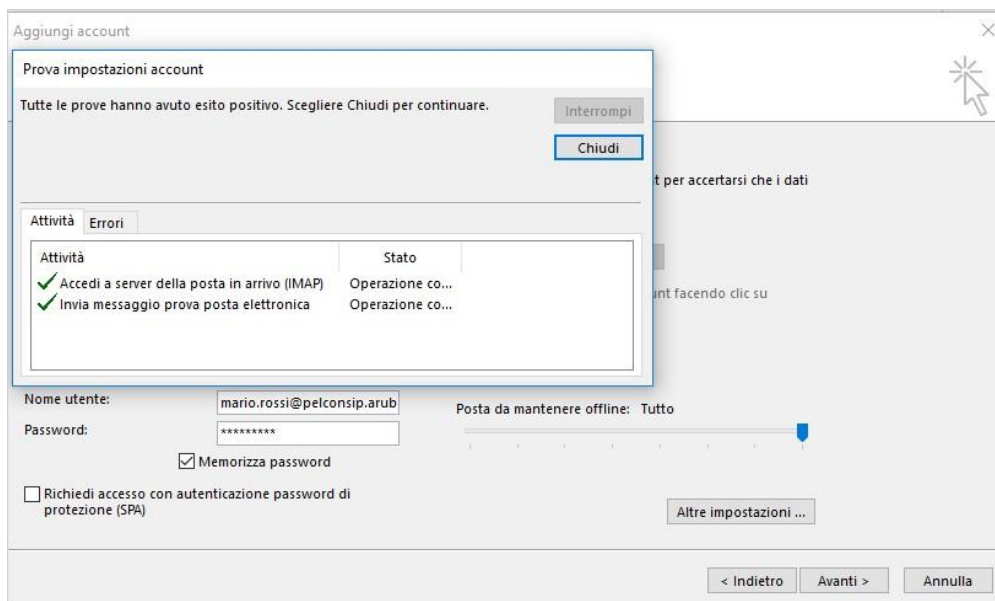 Aggiungi account
Prova impostazioni account
Tutte le prove hanno avuto esito positivo. Scegliere Chiudi per continuare.
Interrompi
Chiudi
t per accertarsi che i dati
Attività Errori
Attività Stato
Accedi a server della posta in arrivo (IMAP) Operazione co...
Invia messaggio prova posta elettronica Operazione co...
unt facendo clic su
Nome utente: mario.rossi@pelconsip.arub
Posta da mantenere offline: Tutto
Password: *********
Memorizza password
Richiedi accesso con autenticazione password di
protezione (SPA)
Altre impostazioni ...
< Indietro Avanti > Annulla